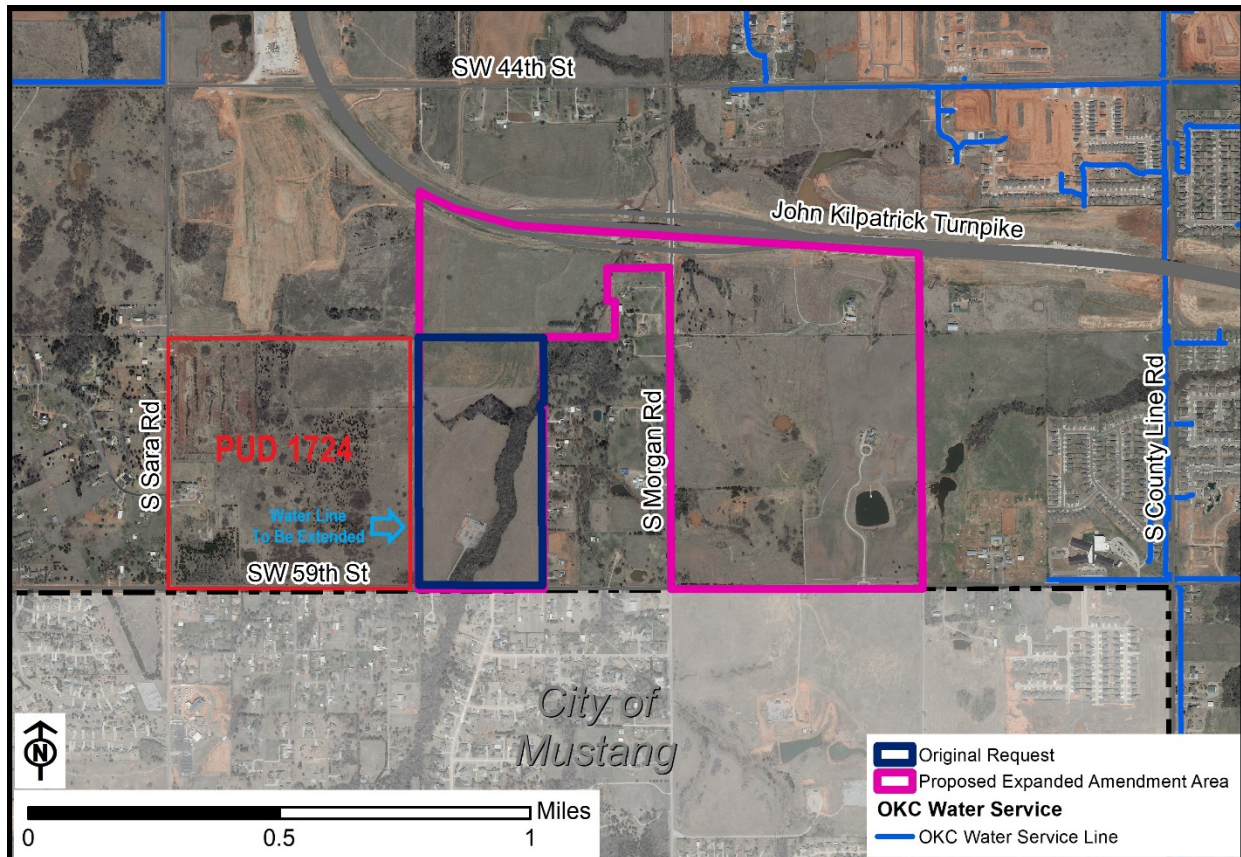 SW 44th St
John Kilpatrick Turnpike
S Sara Rd
PUD 1724
Water Line
To Be Extended
SW 59th St
S Morgan Rd
S County Line Rd
City of
Mustang
N
Miles
0 0.5 1
Original Request
Proposed Expanded Amendment Area
OKC Water Service
OKC Water Service Line